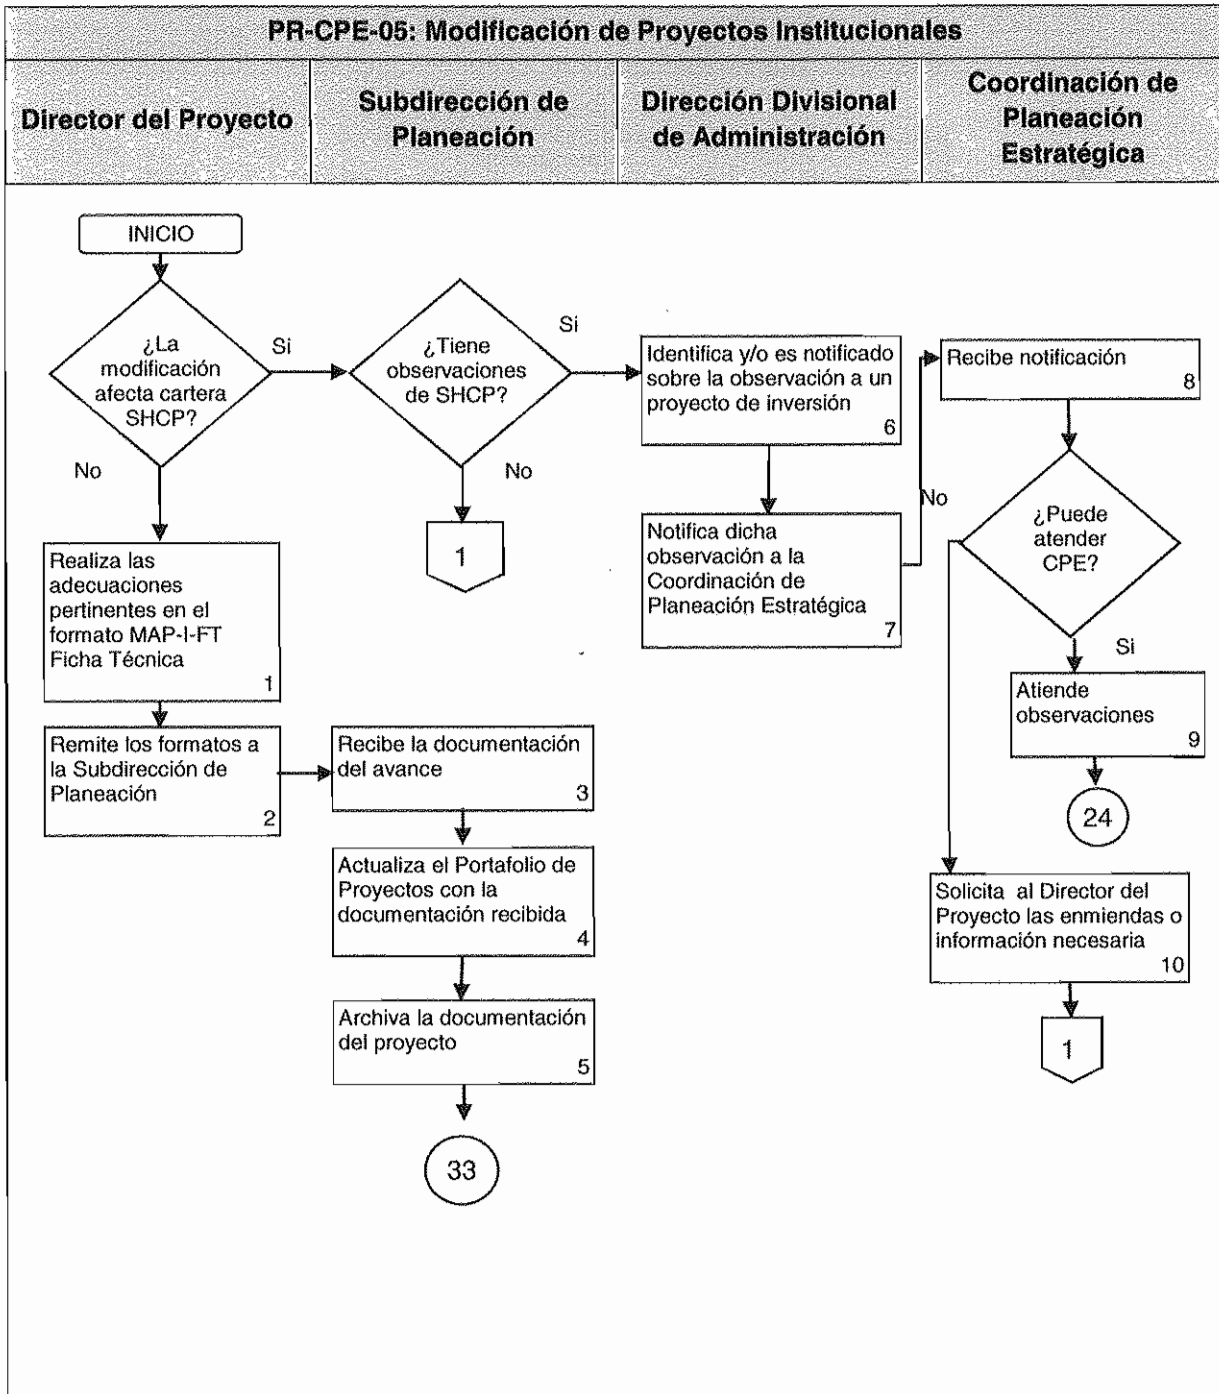 PR-CPE-05: Modificación de Proyectos Institucionales
Director del Proyecto
Subdirección de
Planeación
Dirección Divisional
de Administración
Coordinación de
Planeación
Estratégica
INICIO
¿La
modificación
afecta cartera
SHCP?
Si
No
¿Tiene
observaciones
de SHCP?
Si
No
1
Identifica y/o es notificado
sobre la observación a un
proyecto de inversión
6
Notifica dicha
observación a la
Coordinación de
Planeación Estratégica
7
Recibe notificación
8
¿Puede
atender
CPE?
No
Si
Atiende
observaciones
9
24
Solicita al Director del
Proyecto las enmiendas o
información necesaria
10
1
Realiza las
adecuaciones
pertinentes en el
formato MAP-I-FT
Ficha Técnica
1
Remite los formatos a
la Subdirección de
Planeación
2
Recibe la documentación
del avance
3
Actualiza el Portafolio de
Proyectos con la
documentación recibida
4
Archiva la documentación
del proyecto
5
33